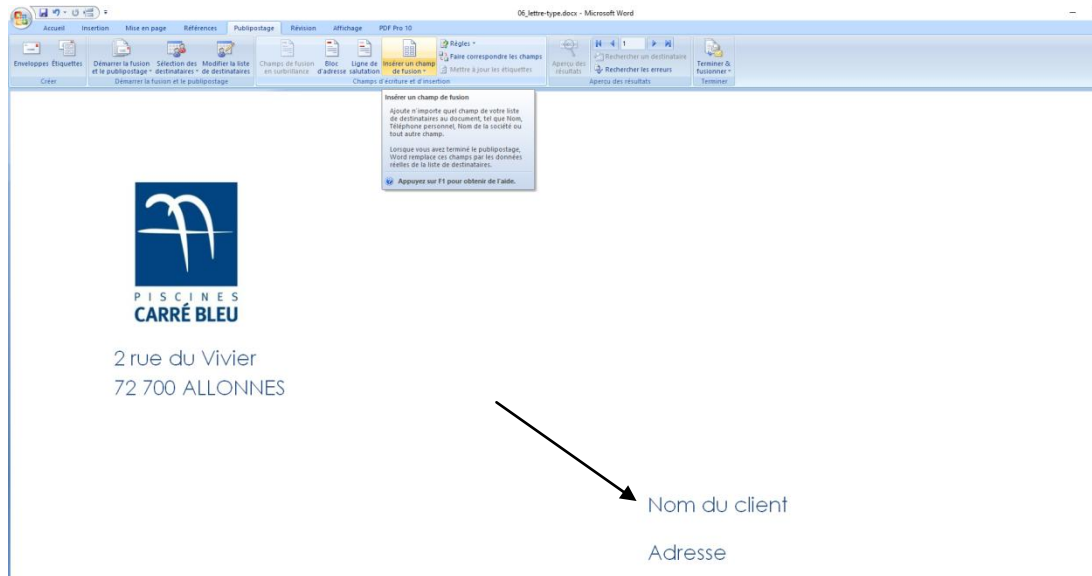 06_lettre-type.docx - Microsoft Word
Accueil Insertion Mise en page Références Publipostage Révision Affichage PDF Pro 10
Enveloppes Étiquettes
Créer
Démarrer la fusion et le publipostage
Sélection des destinataires
Modifier la liste de destinataires
Démarrer la fusion et le publipostage
Champs de fusion en surbrillance
Bloc d'adresse
Ligne de salutation
Insérer un champ de fusion
Règles
Faire correspondre les champs
Mettre à jour les étiquettes
Champs d'écriture et d'insertion
Aperçu des résultats
1
Rechercher un destinataire
Rechercher les erreurs
Aperçu des résultats
Terminer & fusionner
Terminer
Insérer un champ de fusion
Ajoute n'importe quel champ de votre liste
de destinataires au document, tel que Nom,
Téléphone personnel, Nom de la société ou
tout autre champ.
Lorsque vous avez terminé le publipostage,
Word remplace ces champs par les données
réelles de la liste de destinataires.
Appuyez sur F1 pour obtenir de l'aide.
PISCINES
CARRÉ BLEU
2 rue du Vivier
72 700 ALLONNES
Nom du client
Adresse